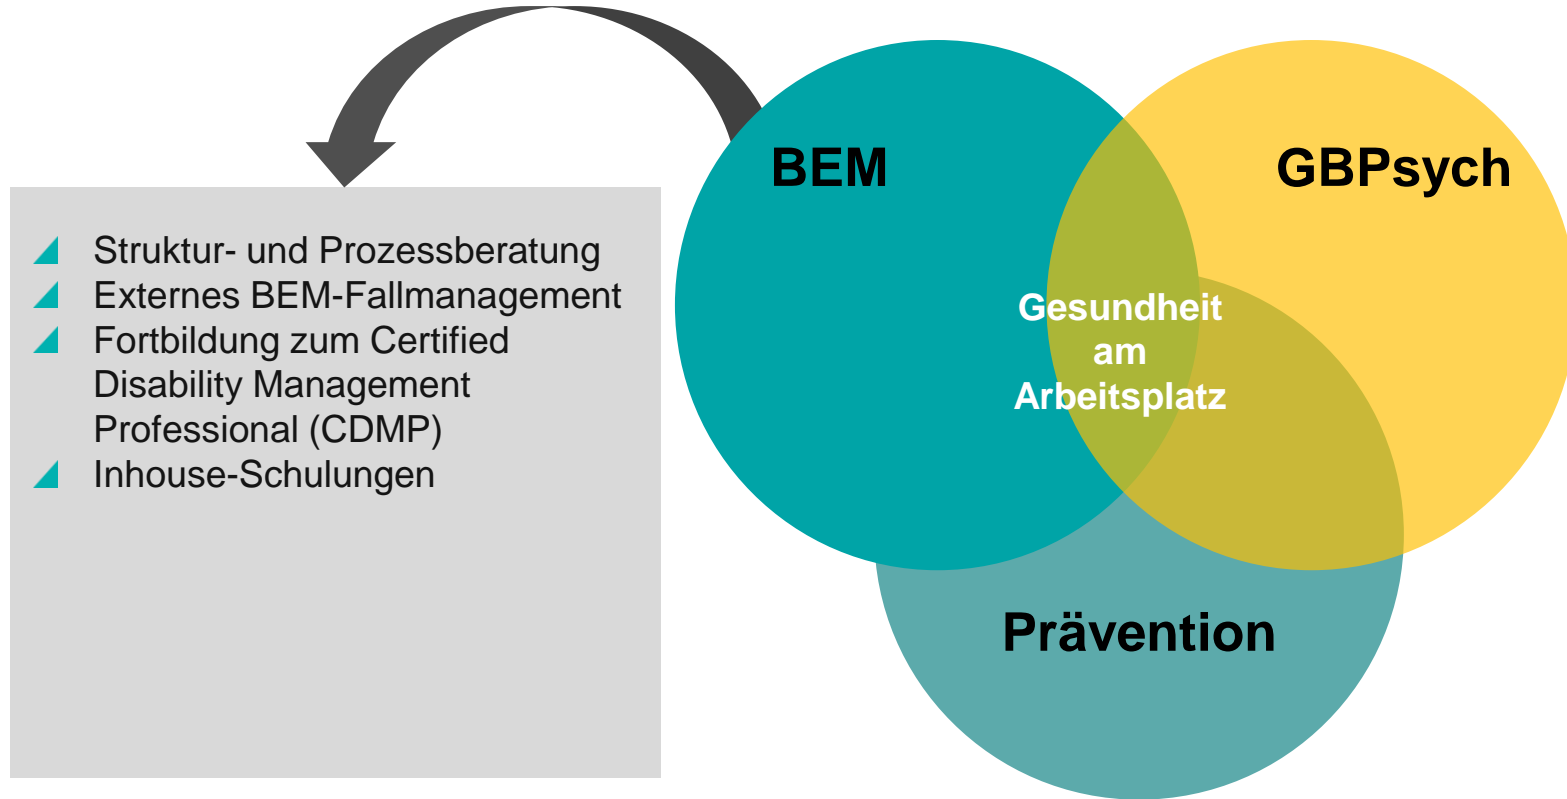 BEM
GBPsych
Struktur- und Prozessberatung
Externes BEM-Fallmanagement
Fortbildung zum Certified
Disability Management
Professional (CDMP)
Inhouse-Schulungen
Gesundheit
am
Arbeitsplatz
Prävention